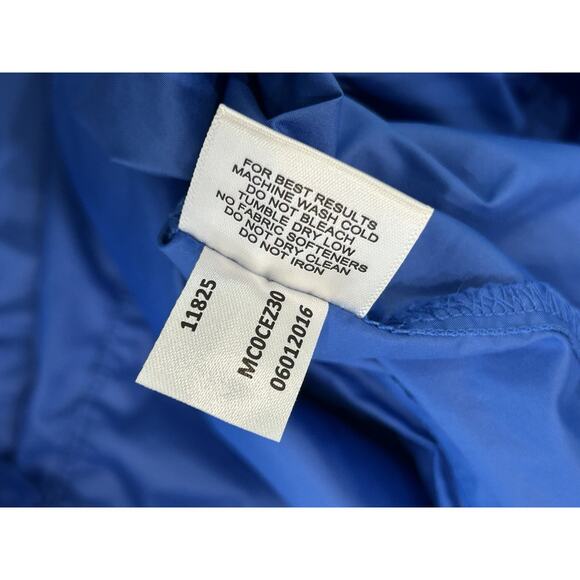 FOR BEST RESULTS
MACHINE WASH COLD
DO NOT BLEACH
TUMBLE DRY LOW
NO FABRIC SOFTENERS
DO NOT DRY CLEAN
DO NOT IRON
11825
MC0CEZ30
06012016